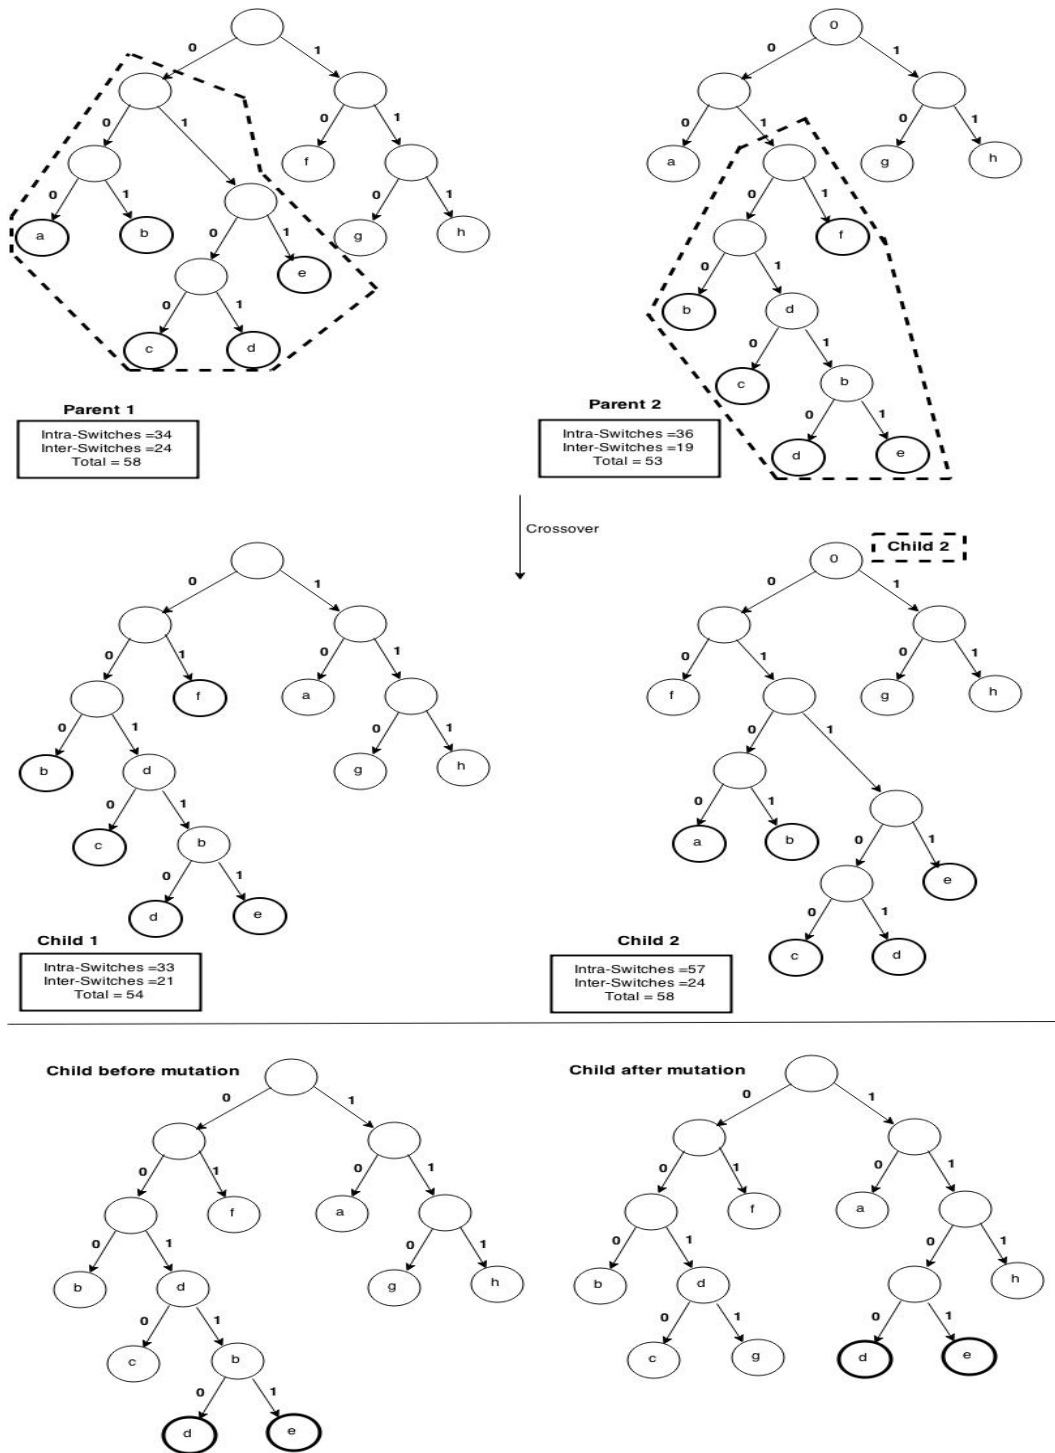 0
0 1 0 1
0 1 0 1 0 1 0 1
f a g h
0 1 0 1 0 1
a b g h f
0 1 e 0 1
b d
0 1 0 1
c d c b
Parent 1 Parent 2
0 1
Intra-Switches =34 Intra-Switches =36
Inter-Switches =24 Inter-Switches =19
Total = 58 Total = 53
d e
Crossover
Child 2
0
0 1 0 1
0 1 0 1 0 1 0 1
f a f g h
0 1 0 1 0 1
b d g h
0 1 0 1
c b a b
0 1 0 1
d e e
0 1
Child 1 Child 2
c d
Intra-Switches =33 Intra-Switches =57
Inter-Switches =21 Inter-Switches =24
Total = 54 Total = 58
Child before mutation Child after mutation
0 1 0 1
0 1 0 1 0 1 0 1
f a f a
0 1 0 1 0 1 0 1
b d g h b d h
0 1 0 1 0 1
c b c g d e
0 1
d e